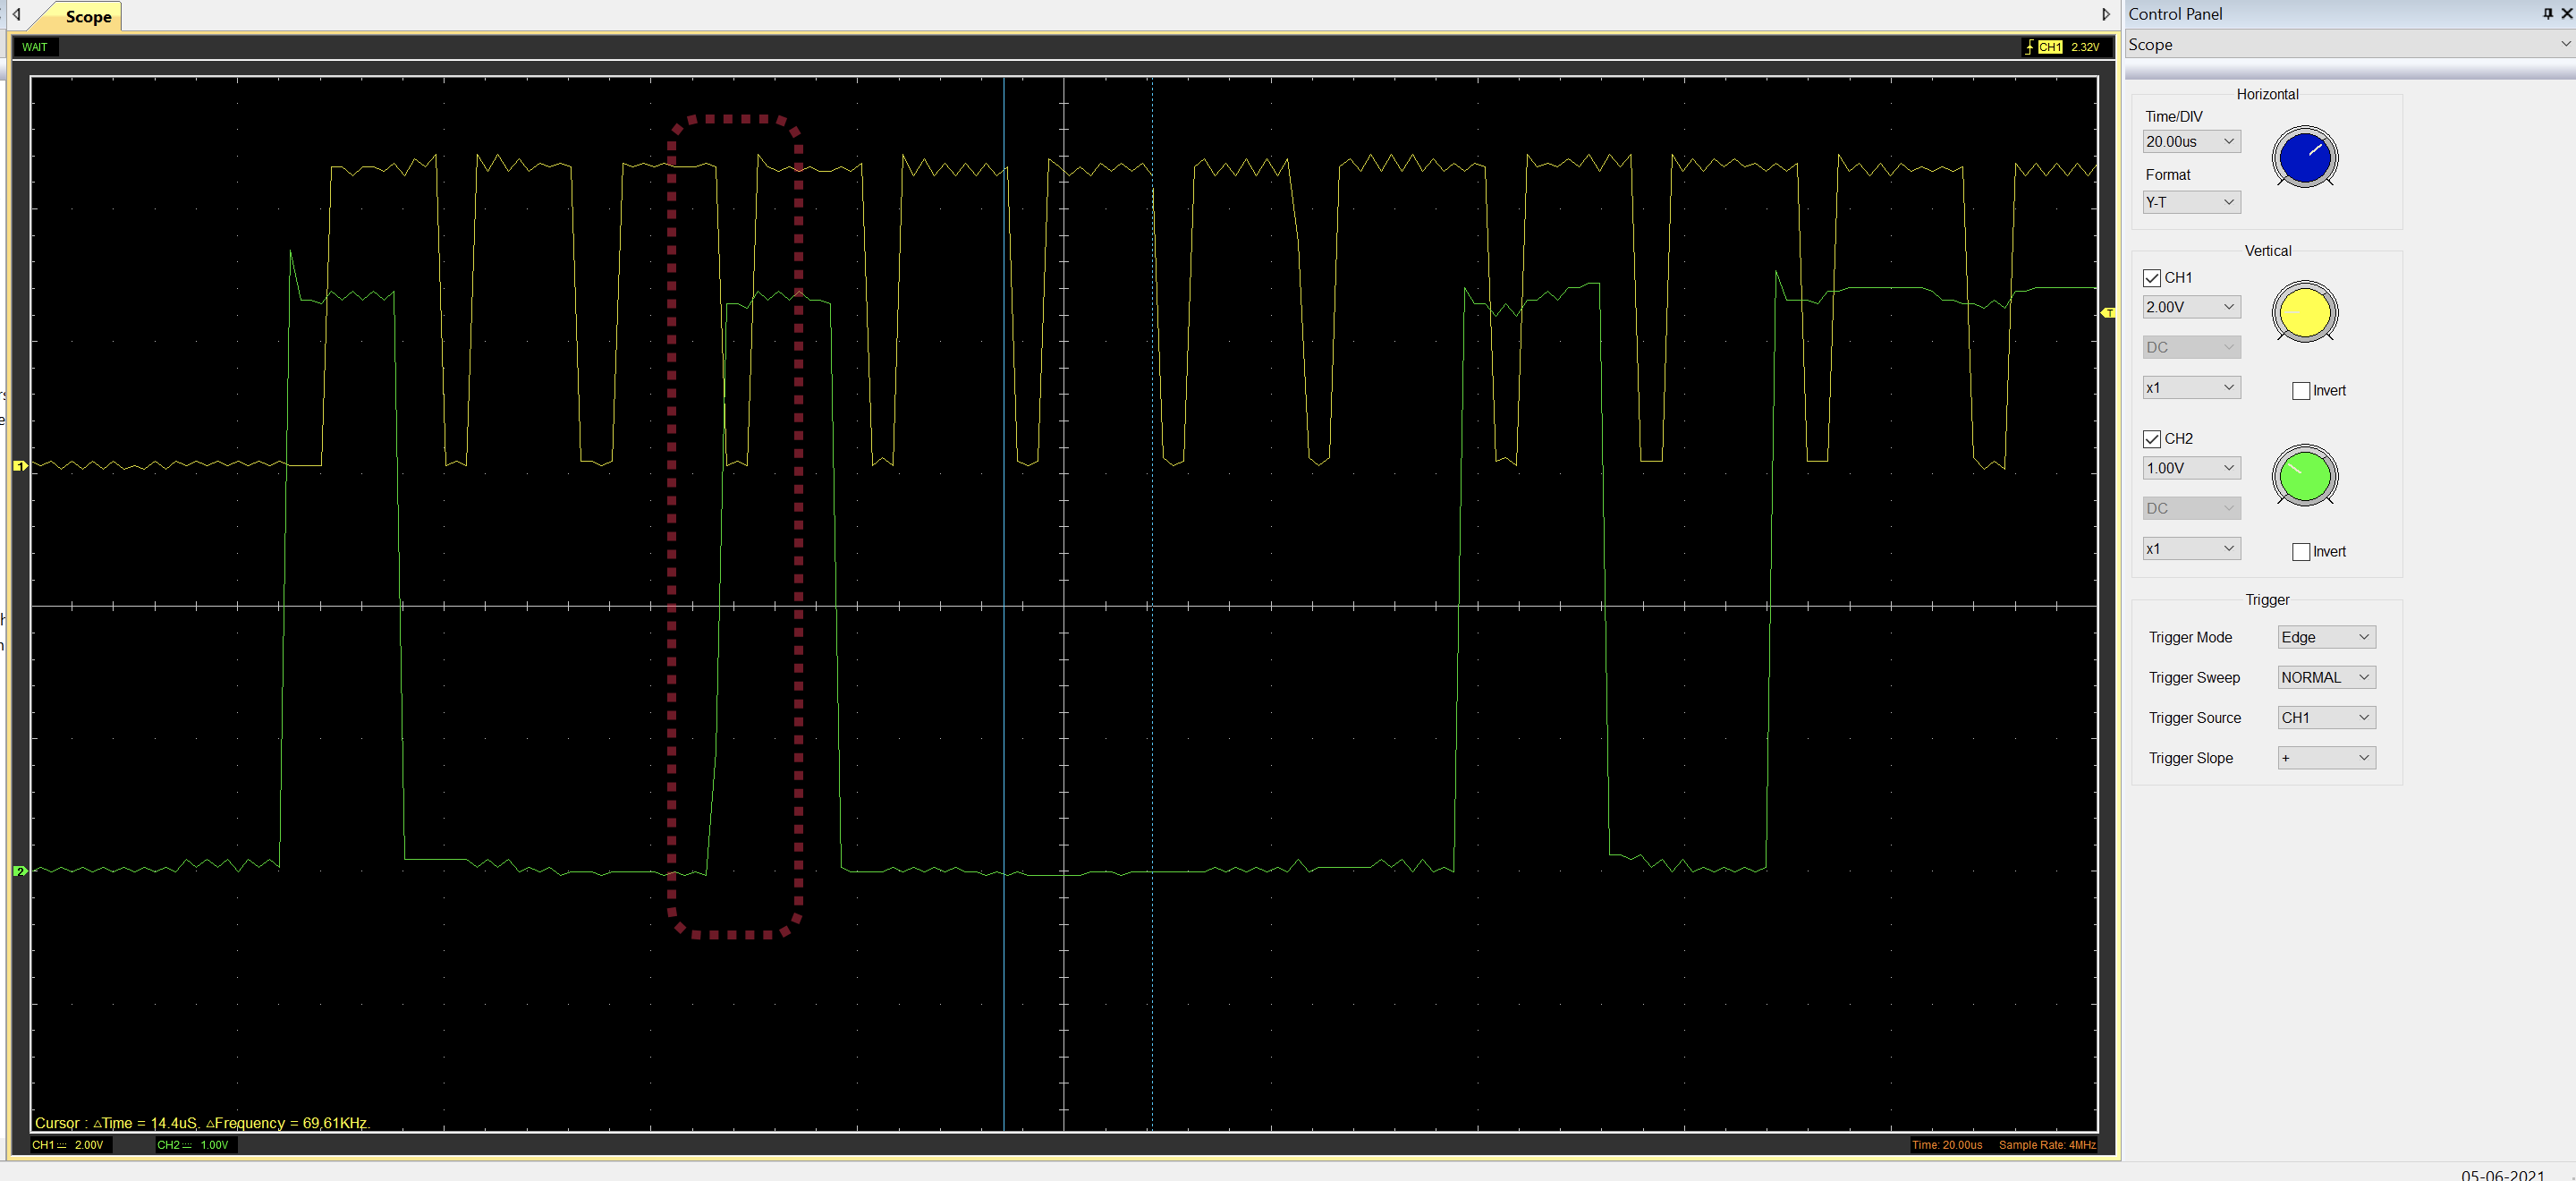 Scope
WAIT
CH1 2.32V
1
2
T
Cursor : △Time = 14.4uS. △Frequency = 69.61KHz.
CH1 2.00V
CH2 1.00V
Time: 20.00us Sample Rate: 4MHz
Control Panel
Scope
Horizontal
Time/DIV
20.00us
Format
Y-T
Vertical
CH1
2.00V
DC
x1
Invert
CH2
1.00V
DC
x1
Invert
Trigger
Trigger Mode Edge
Trigger Sweep NORMAL
Trigger Source CH1
Trigger Slope +
05-06-2021